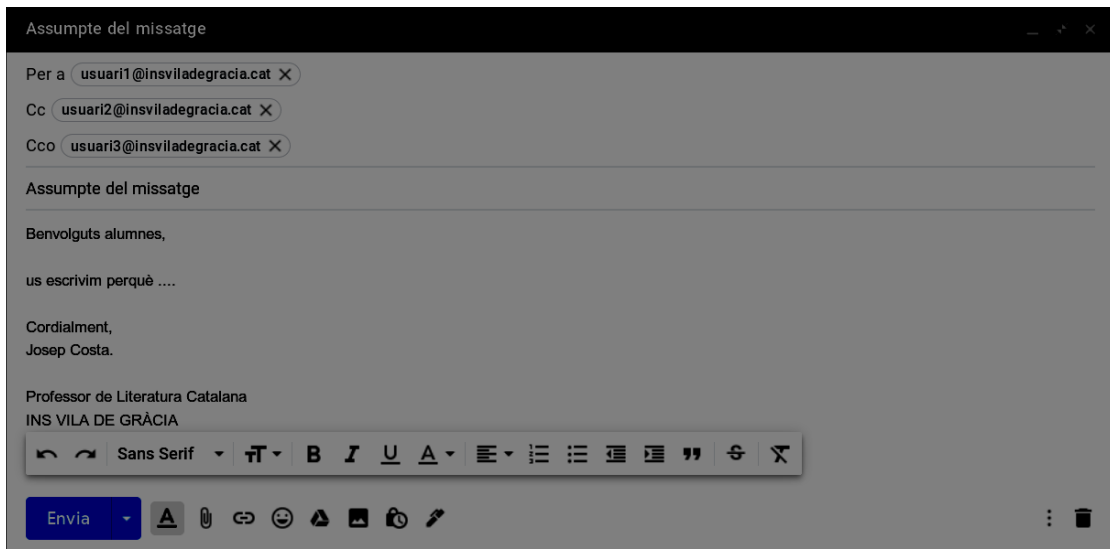 Assumpte del missatge
Per a usuari1@insviladegracia.cat
Cc usuari2@insviladegracia.cat
Cco usuari3@insviladegracia.cat
Assumpte del missatge
Benvolguts alumnes,
us escrivim perquè ....
Cordialment,
Josep Costa.
Professor de Literatura Catalana
INS VILA DE GRÀCIA
Sans Serif B I U A
Envia A